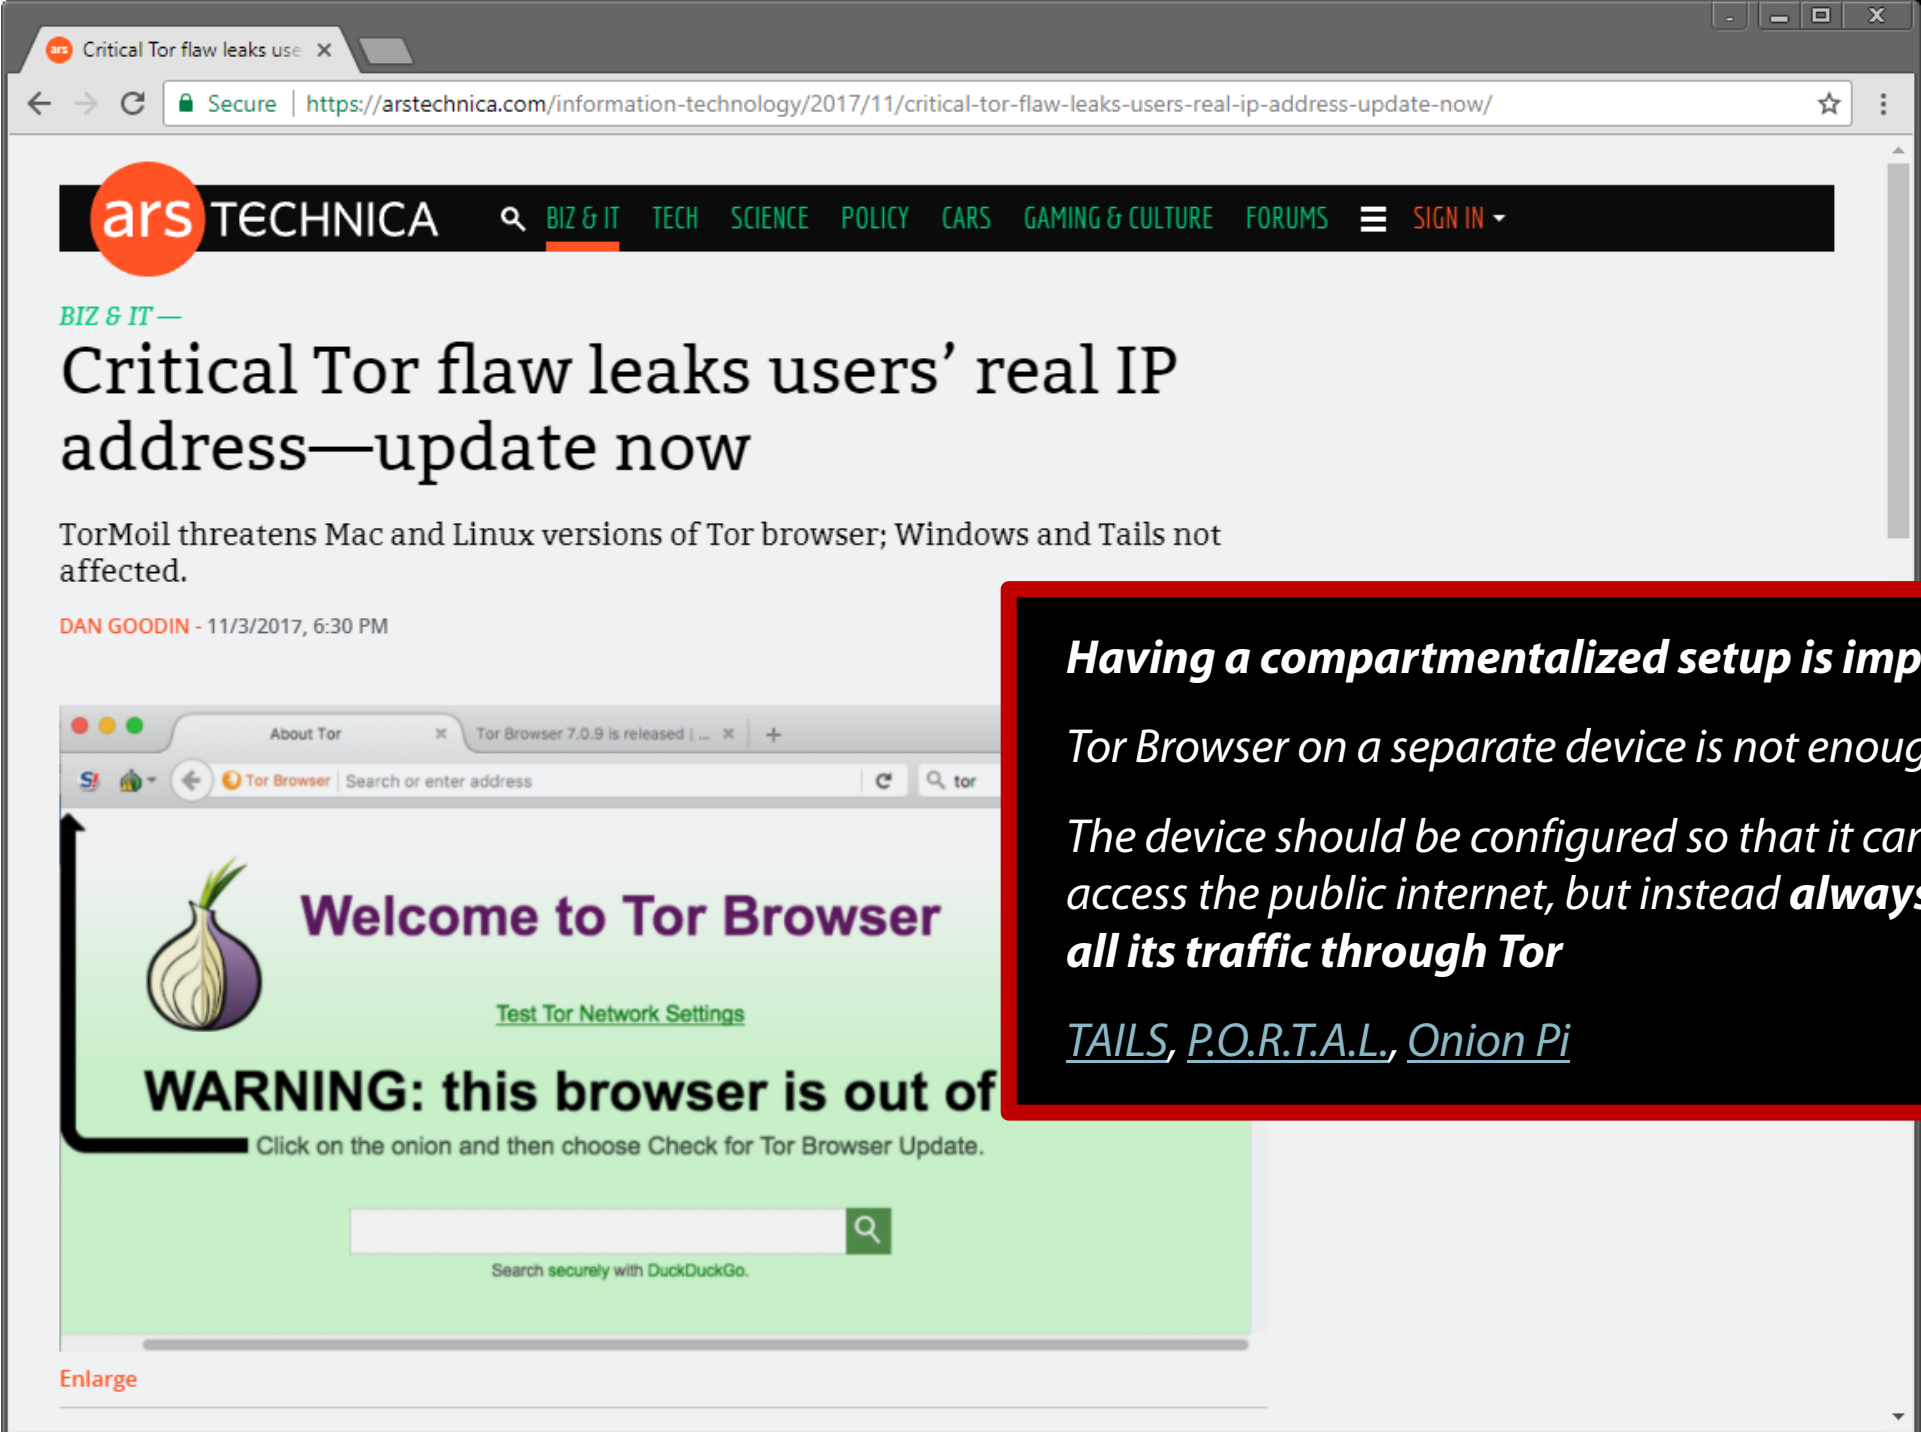 Critical Tor flaw leaks use
Secure | https://arstechnica.com/information-technology/2017/11/critical-tor-flaw-leaks-users-real-ip-address-update-now/
ars TECHNICA BIZ & IT TECH SCIENCE POLICY CARS GAMING & CULTURE FORUMS SIGN IN
BIZ & IT —
Critical Tor flaw leaks users’ real IP
address—update now
TorMoil threatens Mac and Linux versions of Tor browser; Windows and Tails not
affected.
DAN GOODIN - 11/3/2017, 6:30 PM
About Tor Tor Browser 7.0.9 is released | ...
S! Tor Browser Search or enter address tor
Welcome to Tor Browser
Test Tor Network Settings
WARNING: this browser is out of
Click on the onion and then choose Check for Tor Browser Update.
Search securely with DuckDuckGo.
Enlarge
Having a compartmentalized setup is
Tor Browser on a separate device is not
The device should be configured so that it
access the public internet, but instead always
all its traffic through Tor
TAILS, P.O.R.T.A.L., Onion Pi